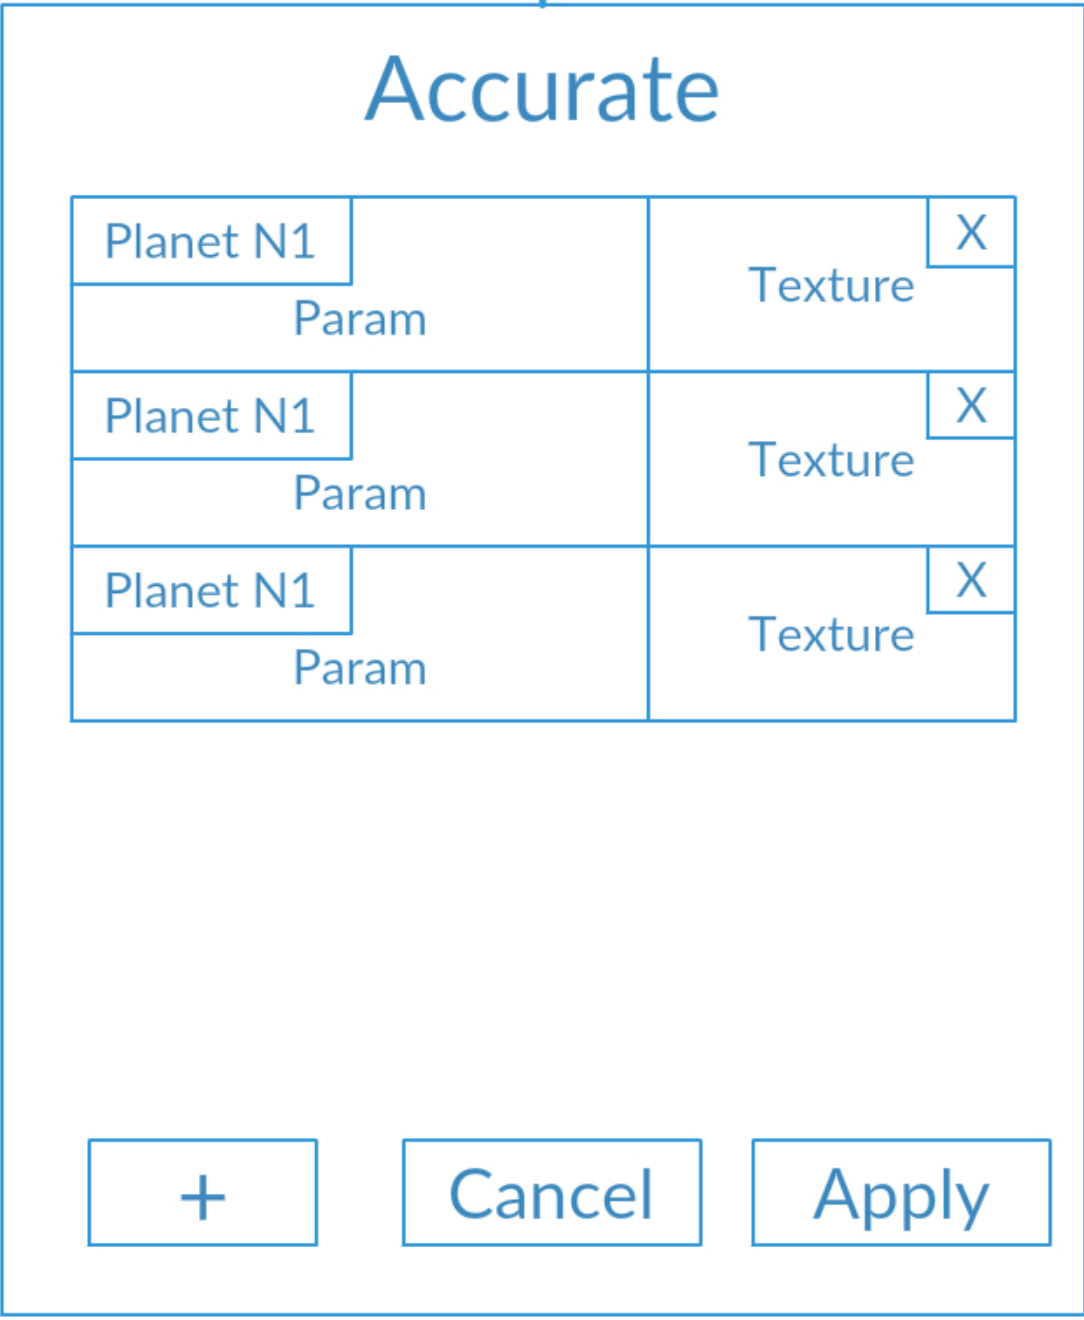 Accurate
Planet N1
X
Texture
Param
Planet N1
X
Texture
Param
Planet N1
X
Texture
Param
+
Cancel
Apply